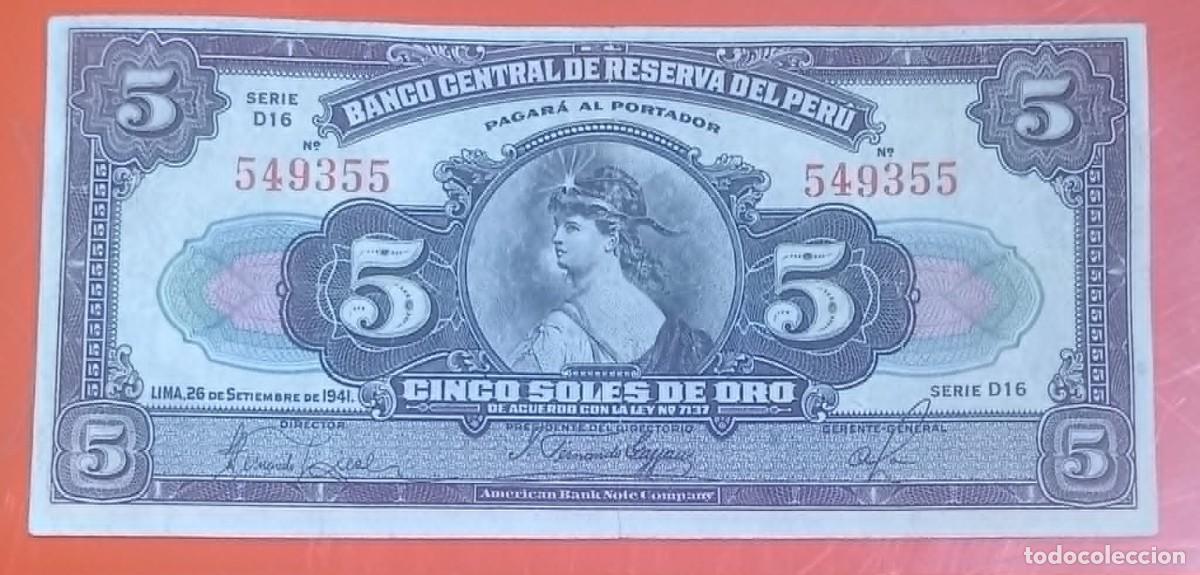 BANCO CENTRAL DE RESERVA DEL PERÚ
PAGARÁ AL PORTADOR
5 5
SERIE
D16
Nº Nº
549355 549355
5 5
CINCO SOLES DE ORO
LIMA, 26 DE SETIEMBRE DE 1941. SERIE D16
DE ACUERDO CON LA LEY Nº 7137
DIRECTOR PRESIDENTE DEL DIRECTORIO GERENTE-GENERAL
5 5
American Bank Note Company
todocoleccion